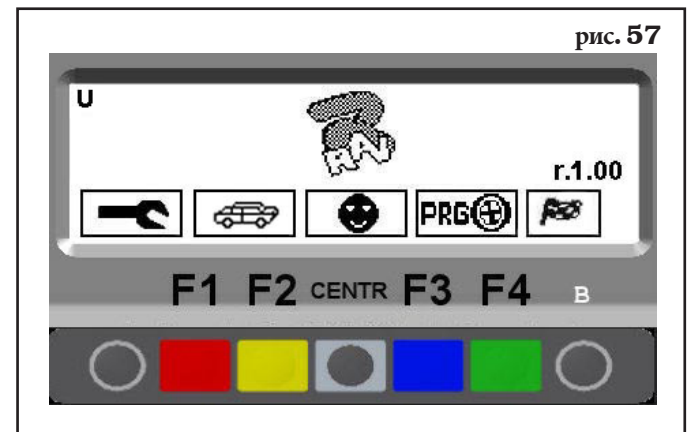 рис. 57
U
RAV
r.1.00
PRG
F1 F2 CENTR F3 F4 B